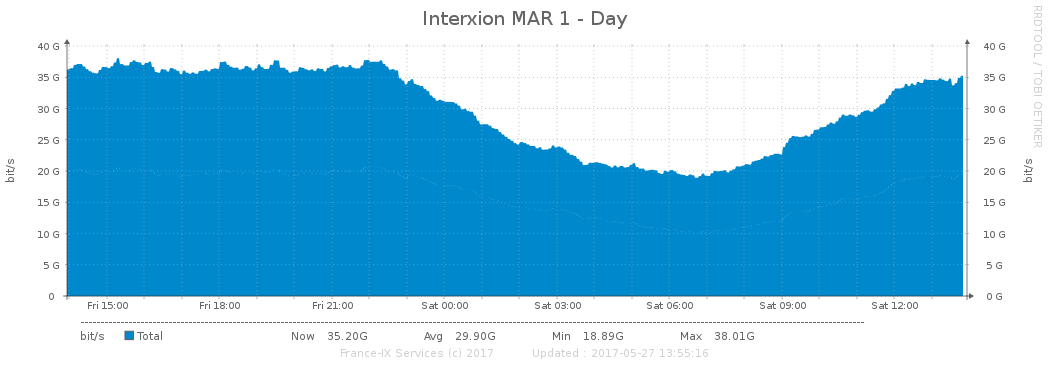 Interxion MAR 1 - Day
RRDTOOL / TOBI OETIKER
bit/s
40 G
35 G
30 G
25 G
20 G
15 G
10 G
5 G
0
40 G
35 G
30 G
25 G
20 G
15 G
10 G
5 G
0 G
bit/s
Fri 15:00 Fri 18:00 Fri 21:00 Sat 00:00 Sat 03:00 Sat 06:00 Sat 09:00 Sat 12:00
bit/s Total Now 35.20G Avg 29.90G Min 18.89G Max 38.01G
France-IX Services (c) 2017 Updated : 2017-05-27 13:55:16